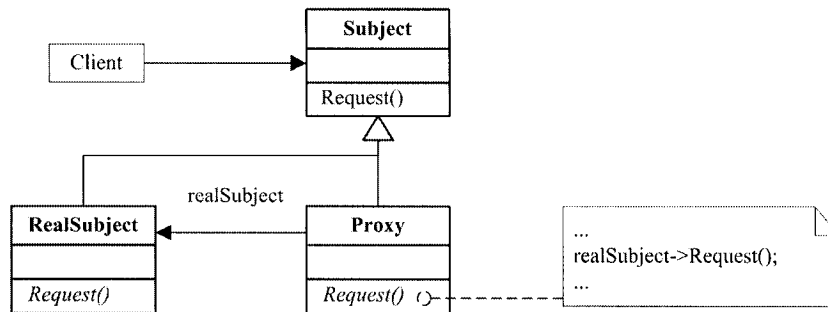 Subject
Client
Request()
realSubject
RealSubject
Proxy
Request()
Request()
...
realSubject->Request();
...